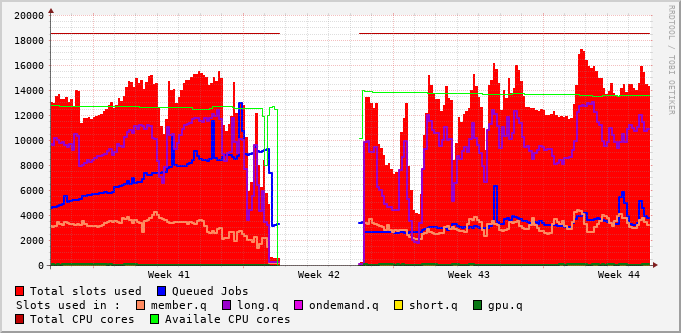 20000
18000
16000
14000
12000
10000
8000
6000
4000
2000
0
Week 41 Week 42 Week 43 Week 44
Total slots used Queued Jobs
Slots used in : member.q long.q ondemand.q short.q gpu.q
Total CPU cores Availale CPU cores
RRDTOOL / TOBI OETIKER